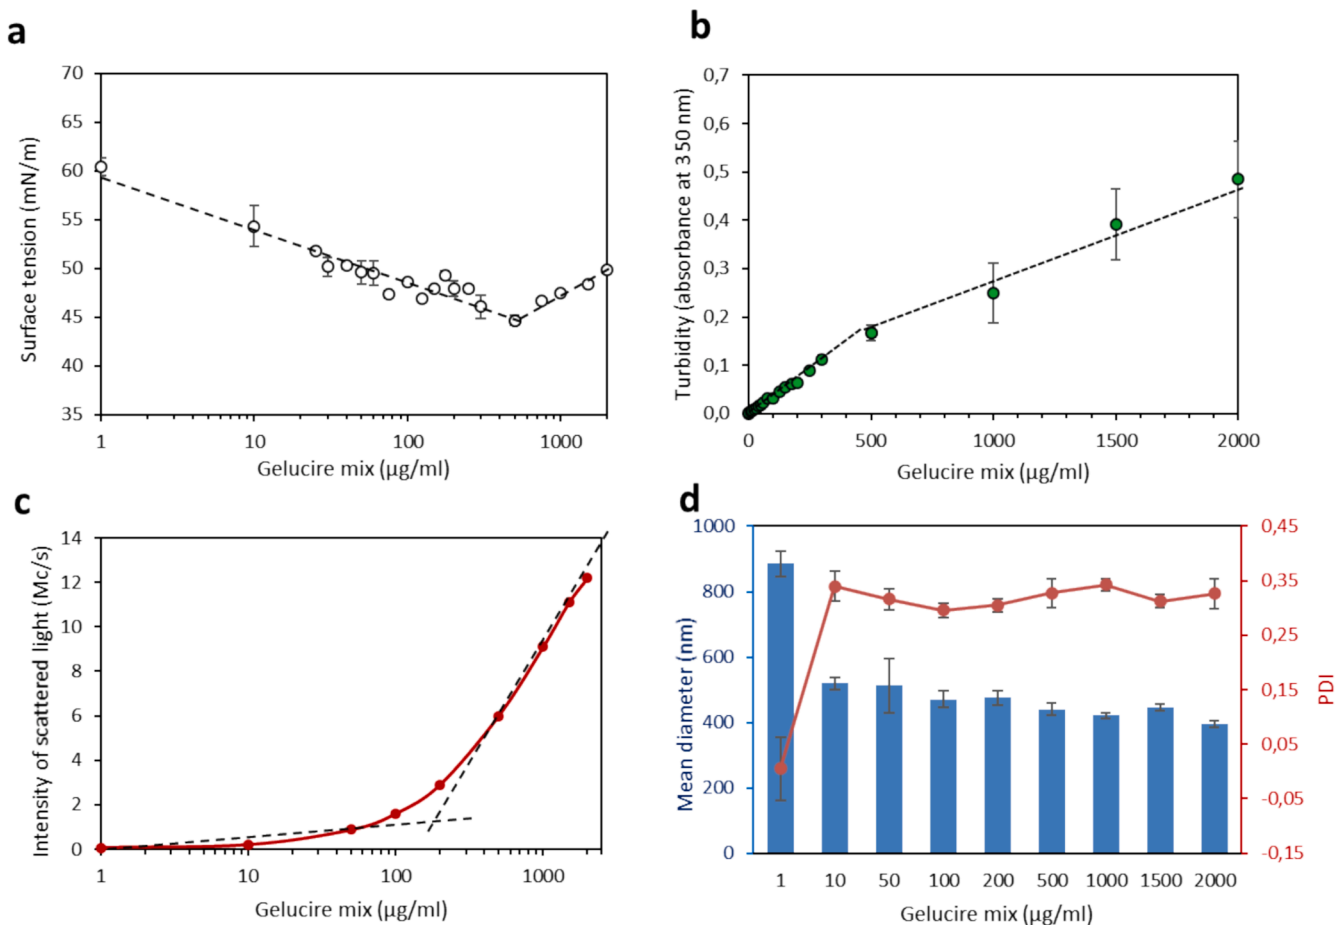 a
70
65
60
55
50
45
40
35
Surface tension (mN/m)
1 10 100 1000
Gelucire mix (µg/ml)
b
0,7
0,6
0,5
0,4
0,3
0,2
0,1
0,0
Turbidity (absorbance at 350 nm)
0 500 1000 1500 2000
Gelucire mix (µg/ml)
c
14
12
10
8
6
4
2
0
Intensity of scattered light (Mc/s)
1 10 100 1000
Gelucire mix (µg/ml)
d
1000
800
600
400
200
0
Mean diameter (nm)
0,45
0,35
0,25
0,15
0,05
-0,05
-0,15
PDI
1 10 50 100 200 500 1000 1500 2000
Gelucire mix (µg/ml)